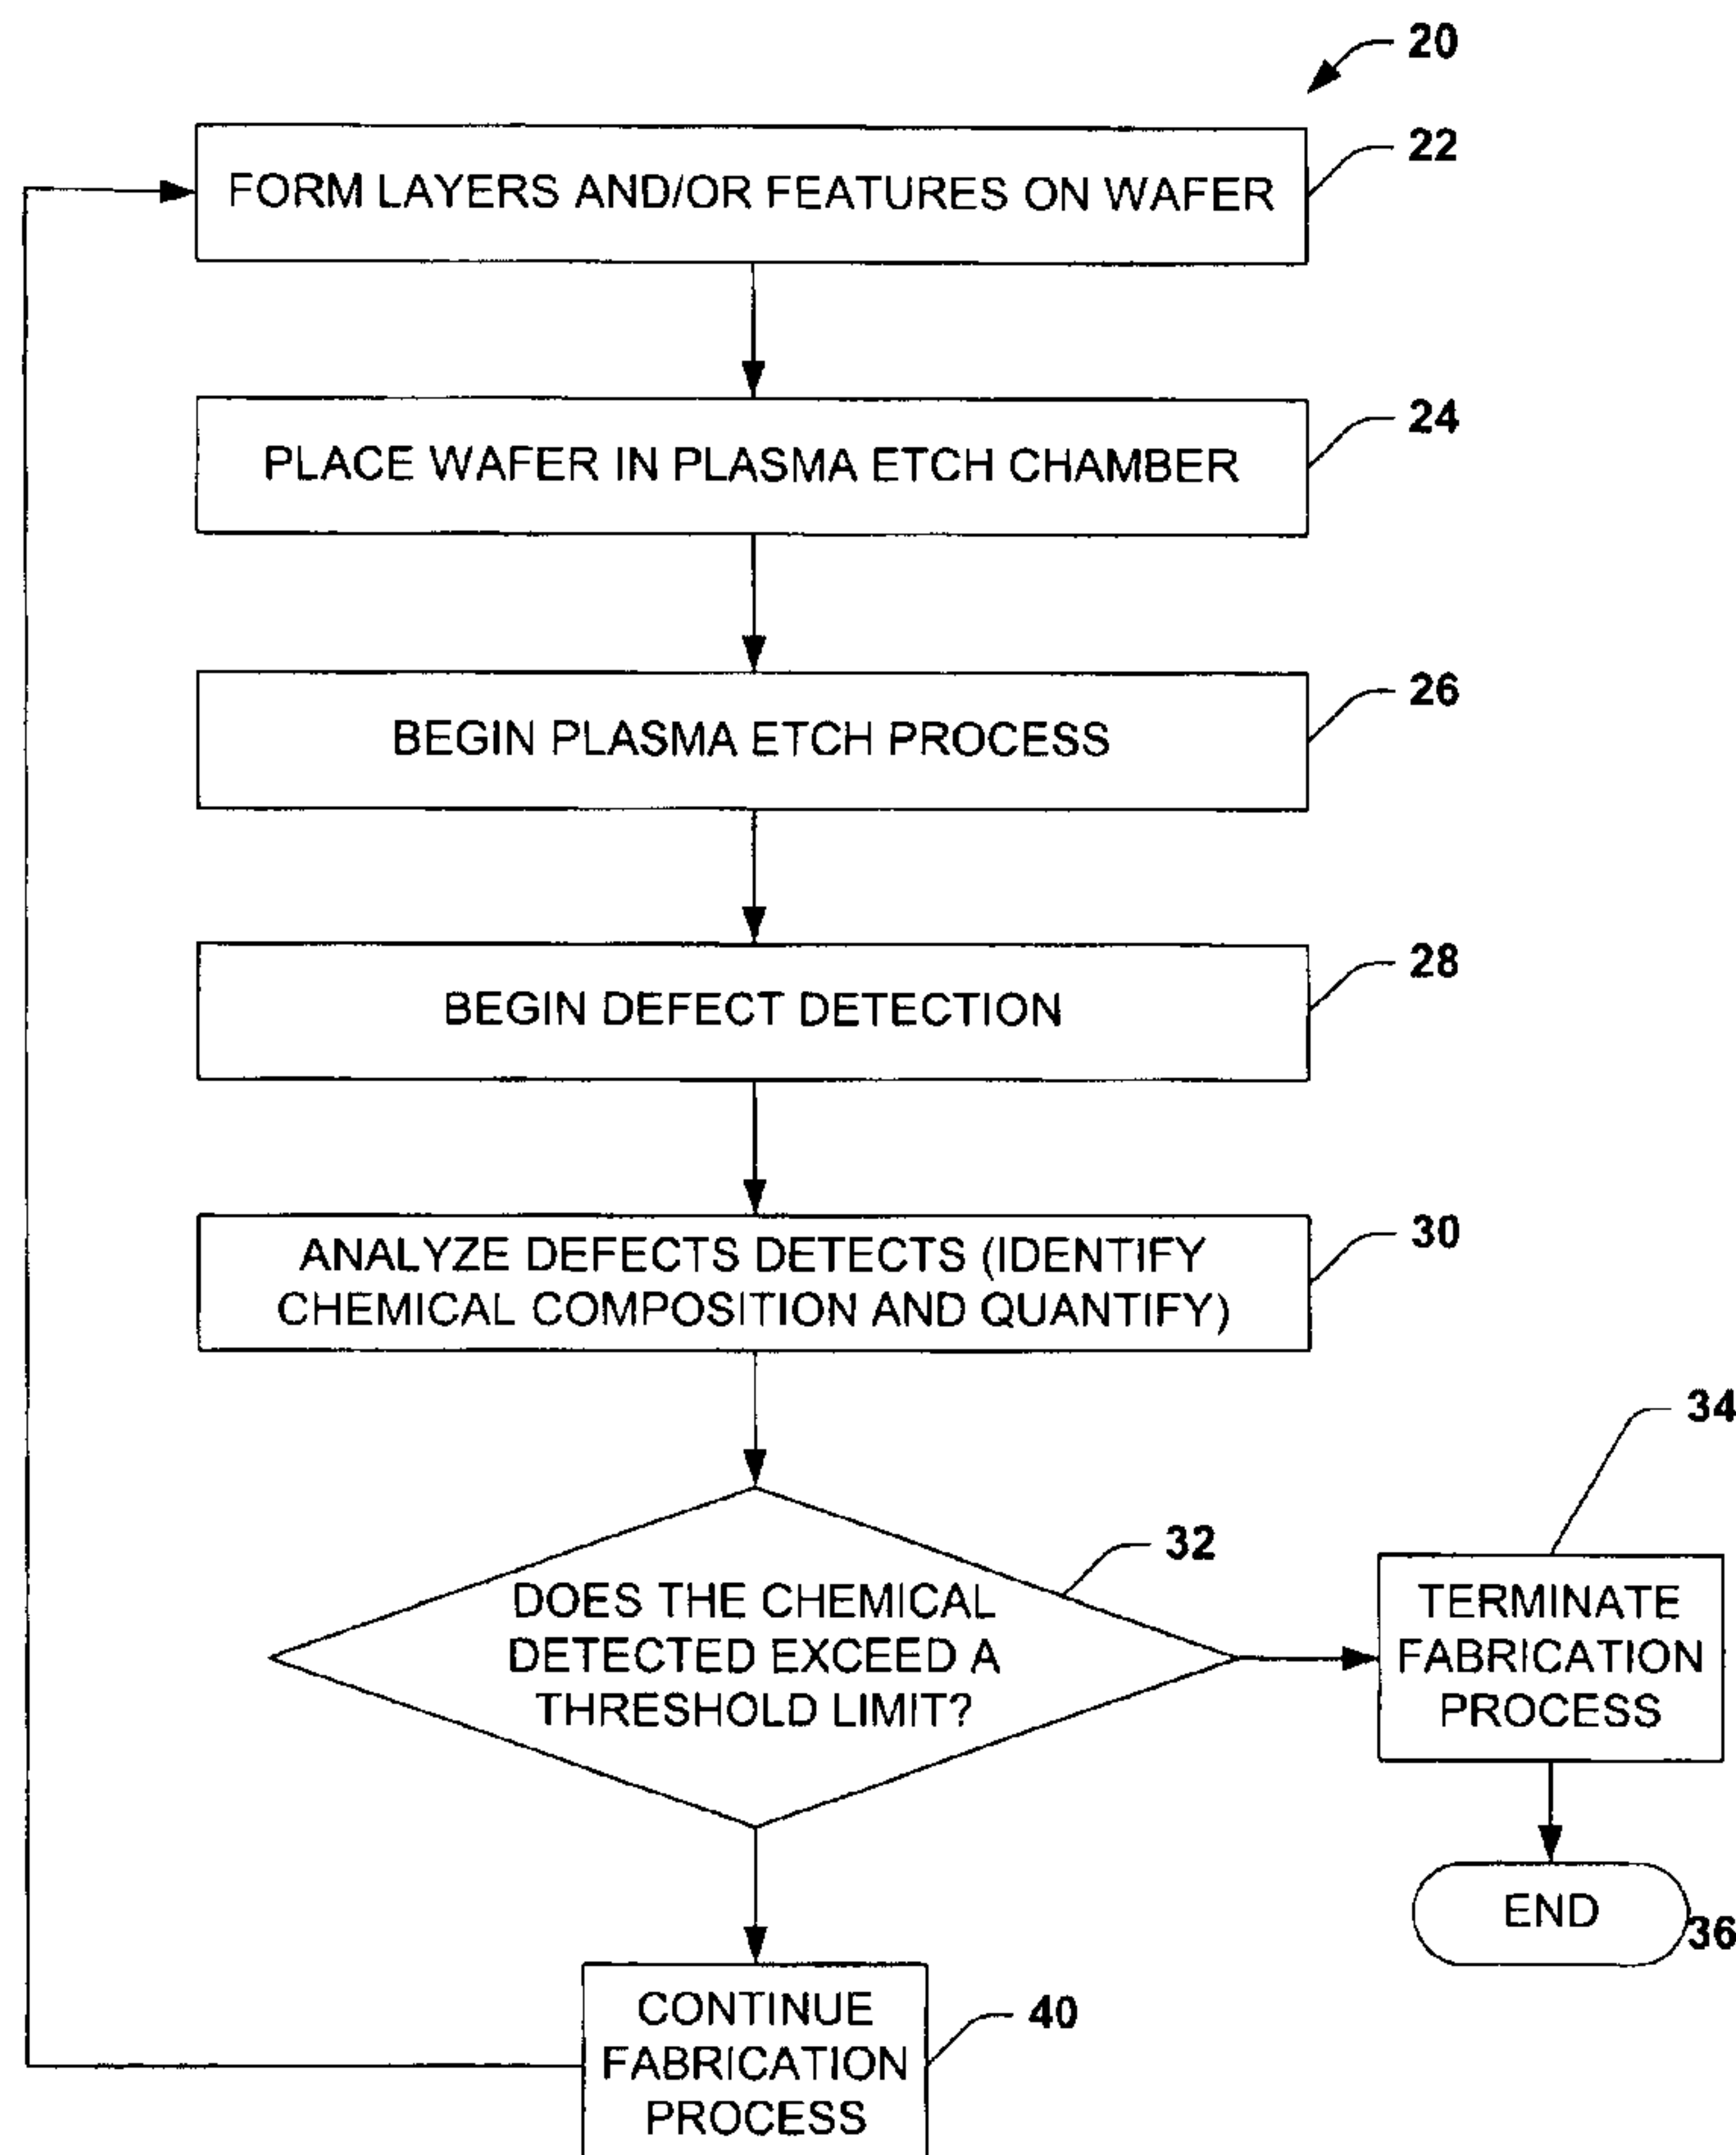 20
FORM LAYERS AND/OR FEATURES ON WAFER
22
PLACE WAFER IN PLASMA ETCH CHAMBER
24
BEGIN PLASMA ETCH PROCESS
26
BEGIN DEFECT DETECTION
28
ANALYZE DEFECTS DETECTS (IDENTIFY
CHEMICAL COMPOSITION AND QUANTIFY)
30
DOES THE CHEMICAL
DETECTED EXCEED A
THRESHOLD LIMIT?
32
TERMINATE
FABRICATION
PROCESS
34
END
36
CONTINUE
FABRICATION
PROCESS
40